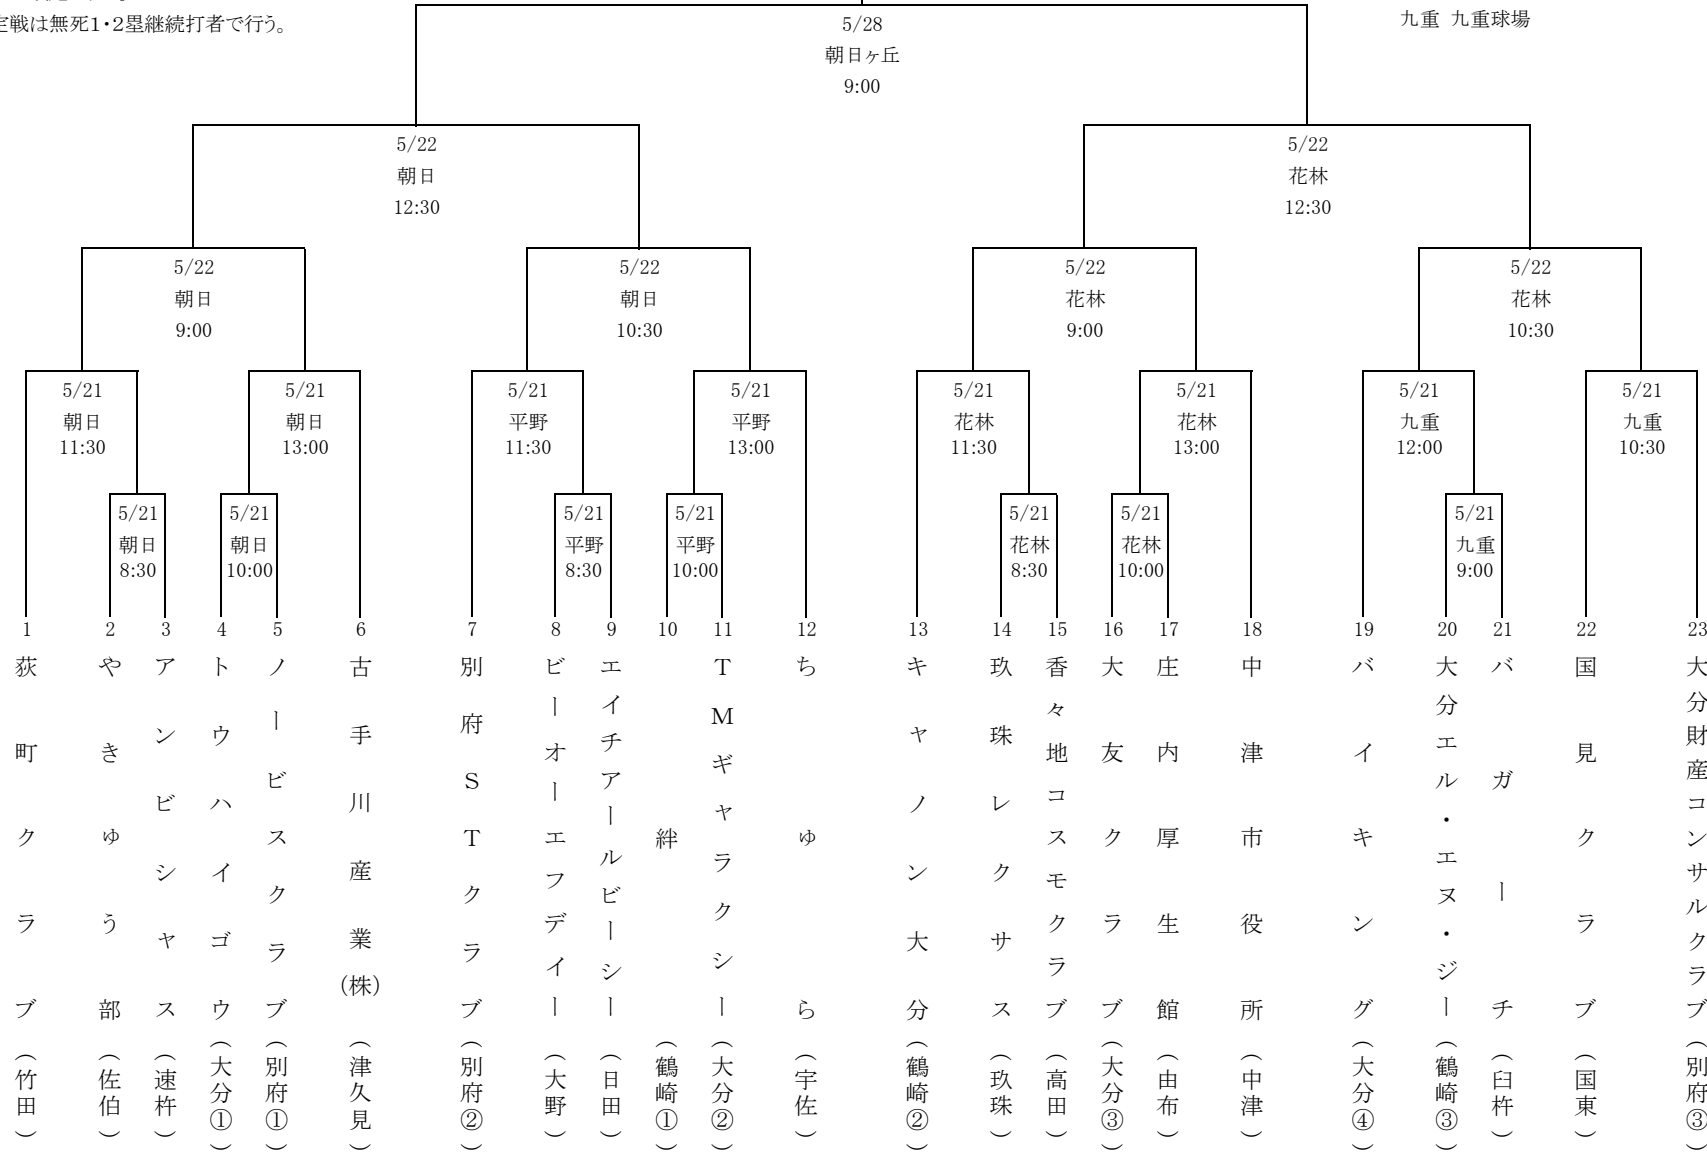 定戦は無死1・2塁継続打者で行う。
九重 九重球場
5/28
朝日ヶ丘
9:00
5/22
朝日
12:30
5/22
花林
12:30
5/22
朝日
9:00
5/22
朝日
10:30
5/22
花林
9:00
5/22
花林
10:30
5/21
朝日
11:30
5/21
朝日
13:00
5/21
平野
11:30
5/21
平野
13:00
5/21
花林
11:30
5/21
花林
13:00
5/21
九重
12:00
5/21
九重
10:30
5/21
朝日
8:30
5/21
朝日
10:00
5/21
平野
8:30
5/21
平野
10:00
5/21
花林
8:30
5/21
花林
10:00
5/21
九重
9:00
1 荻町クラブ（竹田）
2 やきゅう部（佐伯）
3 アンビシャス（速杵）
4 トウハイゴウ（大分①）
5 ノービスクラブ（別府①）
6 古手川産業(株)（津久見）
7 別府STクラブ（別府②）
8 ビーオーエフデイー（大野）
9 エイチアールビーシー（日田）
10 絆（鶴崎①）
11 TMギャラクシー（大分②）
12 ちゅら（宇佐）
13 キャノン大分（鶴崎②）
14 玖珠レクサス（玖珠）
15 香々地コスモクラブ（高田）
16 大友クラブ（大分③）
17 庄内厚生館（由布）
18 中津市役所（中津）
19 バイキング（大分④）
20 大分エル・エヌ・ジー（鶴崎③）
21 バガーチ（臼杵）
22 国見クラブ（国東）
23 大分財産コンサルクラブ（別府③）